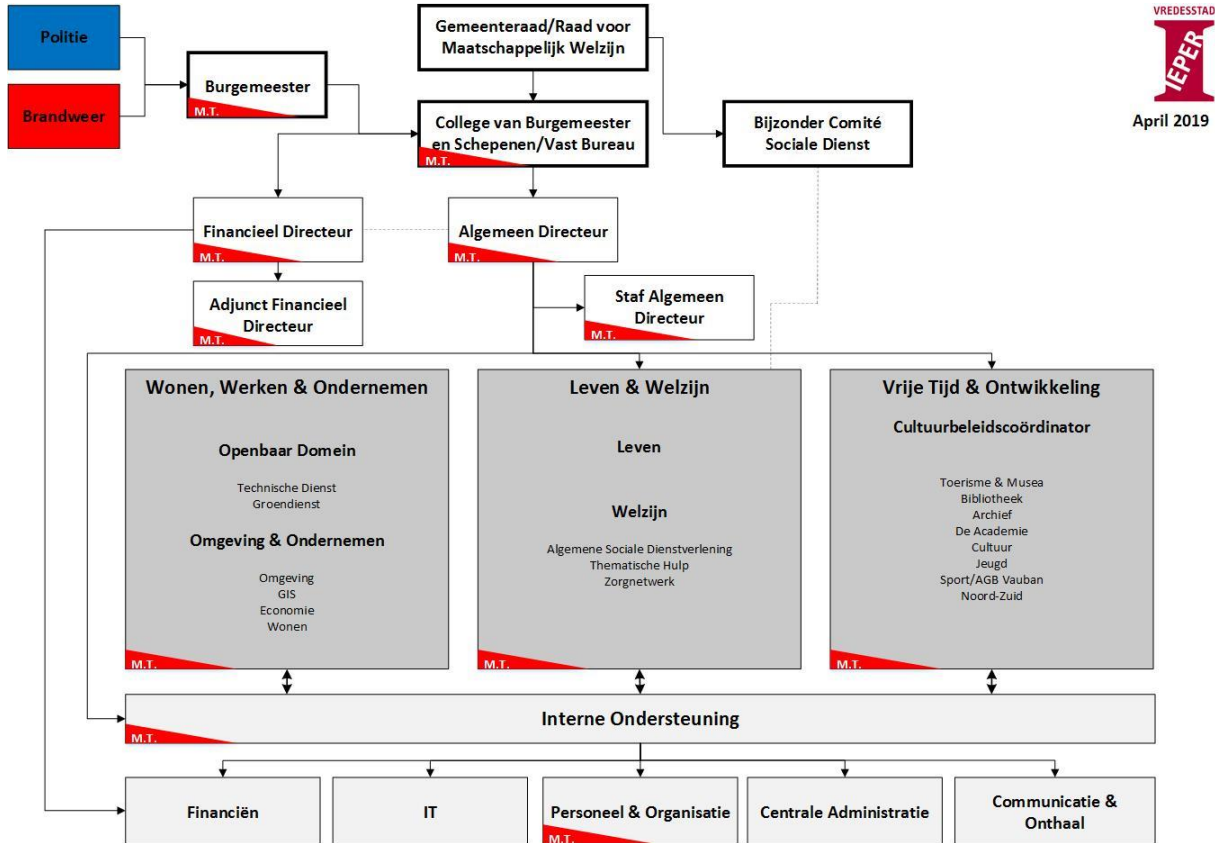 VREDESSTAD
IEPER
April 2019
Politie
Brandweer
Burgemeester
M.T.
Gemeenteraad/Raad voor
Maatschappelijk Welzijn
College van Burgemeester
en Schepenen/Vast Bureau
M.T.
Bijzonder Comité
Sociale Dienst
Financieel Directeur
M.T.
Algemeen Directeur
M.T.
Adjunct Financieel
Directeur
M.T.
Staf Algemeen
Directeur
M.T.
Wonen, Werken & Ondernemen
Openbaar Domein
Technische Dienst
Groendienst
Omgeving & Ondernemen
Omgeving
GIS
Economie
Wonen
M.T.
Leven & Welzijn
Leven
Welzijn
Algemene Sociale Dienstverlening
Thematische Hulp
Zorgnetwerk
M.T.
Vrije Tijd & Ontwikkeling
Cultuurbeleidscoördinator
Toerisme & Musea
Bibliotheek
Archief
De Academie
Cultuur
Jeugd
Sport/AGB Vauban
Noord-Zuid
M.T.
Interne Ondersteuning
M.T.
Financiën
IT
Personeel & Organisatie
M.T.
Centrale Administratie
Communicatie &
Onthaal